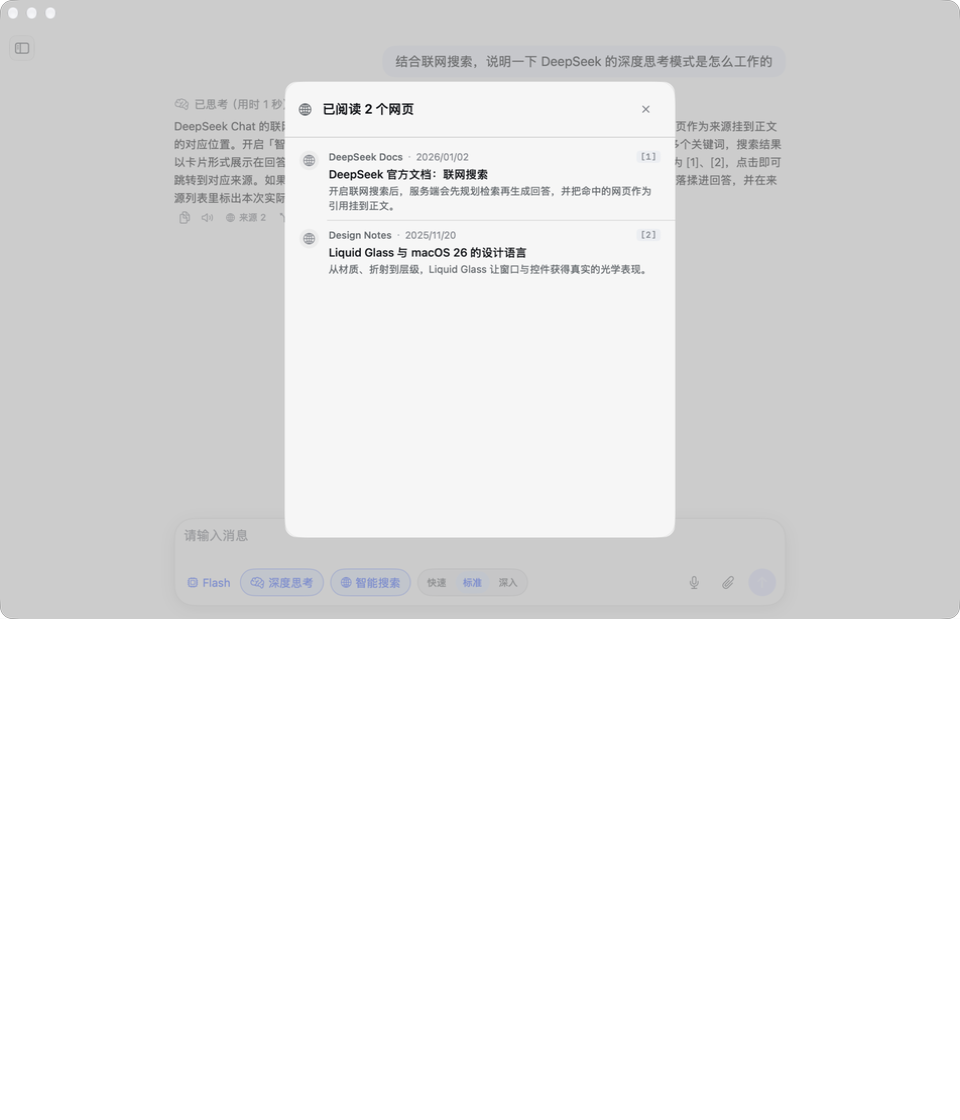 结合联网搜索，说明一下 DeepSeek 的深度思考模式是怎么工作的
已思考（用时 1 秒
DeepSeek Chat 的联
页作为来源挂到正文
的对应位置。开启「智
多个关键词，搜索结果
以卡片形式展示在回答
为 [1]、[2]，点击即可
跳转到对应来源。如果
落揉进回答，并在来
源列表里标出本次实际
来源 2
已阅读 2 个网页
DeepSeek Docs · 2026/01/02
[1]
DeepSeek 官方文档：联网搜索
开启联网搜索后，服务端会先规划检索再生成回答，并把命中的网页作为
引用挂到正文。
Design Notes · 2025/11/20
[2]
Liquid Glass 与 macOS 26 的设计语言
从材质、折射到层级，Liquid Glass 让窗口与控件获得真实的光学表现。
请输入消息
Flash 深度思考 智能搜索 快速 标准 深入